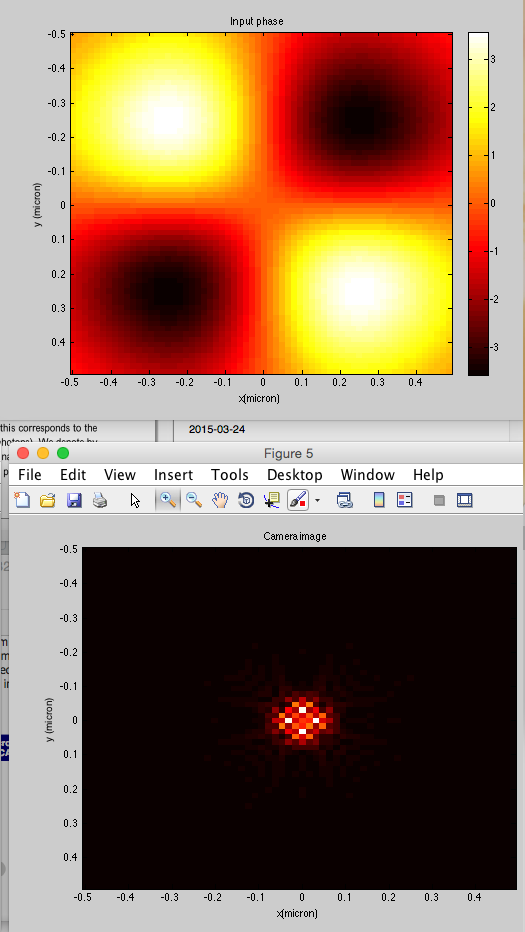 Input phase
-0.5
-0.4
-0.3
-0.2
-0.1
0
0.1
0.2
0.3
0.4
y (micron)
-0.5 -0.4 -0.3 -0.2 -0.1 0 0.1 0.2 0.3 0.4
x(micron)
3
2
1
0
-1
-2
-3
this corresponds to the
2015-03-24
Figure 5
File Edit View Insert Tools Desktop Window Help
Camera image
-0.5
-0.4
-0.3
-0.2
-0.1
0
0.1
0.2
0.3
0.4
y (micron)
-0.5 -0.4 -0.3 -0.2 -0.1 0 0.1 0.2 0.3 0.4
x(micron)